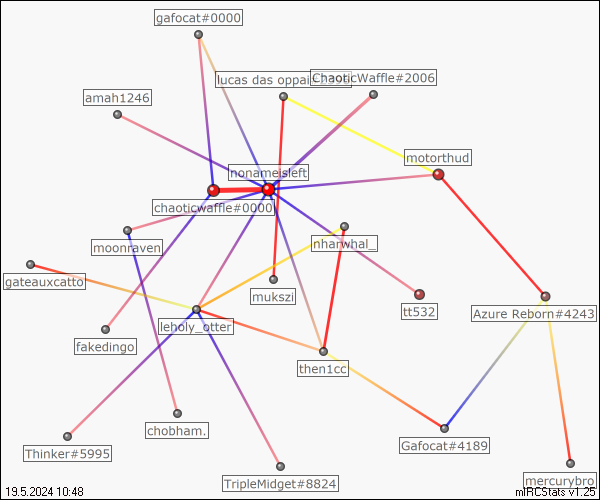 gafocat#0000
lucas das oppai
ChaoticWaffle#2006
amah1246
motorthud
nonameisleft
chaoticwaffle#0000
nharwhal_
moonraven
gateauxcatto
mukszi
tt532
Azure Reborn#4243
leholy_otter
fakedingo
then1cc
chobham.
Gafocat#4189
Thinker#5995
TripleMidget#8824
mercurybro
19.5.2024 10:48
mIRCStats v1.25